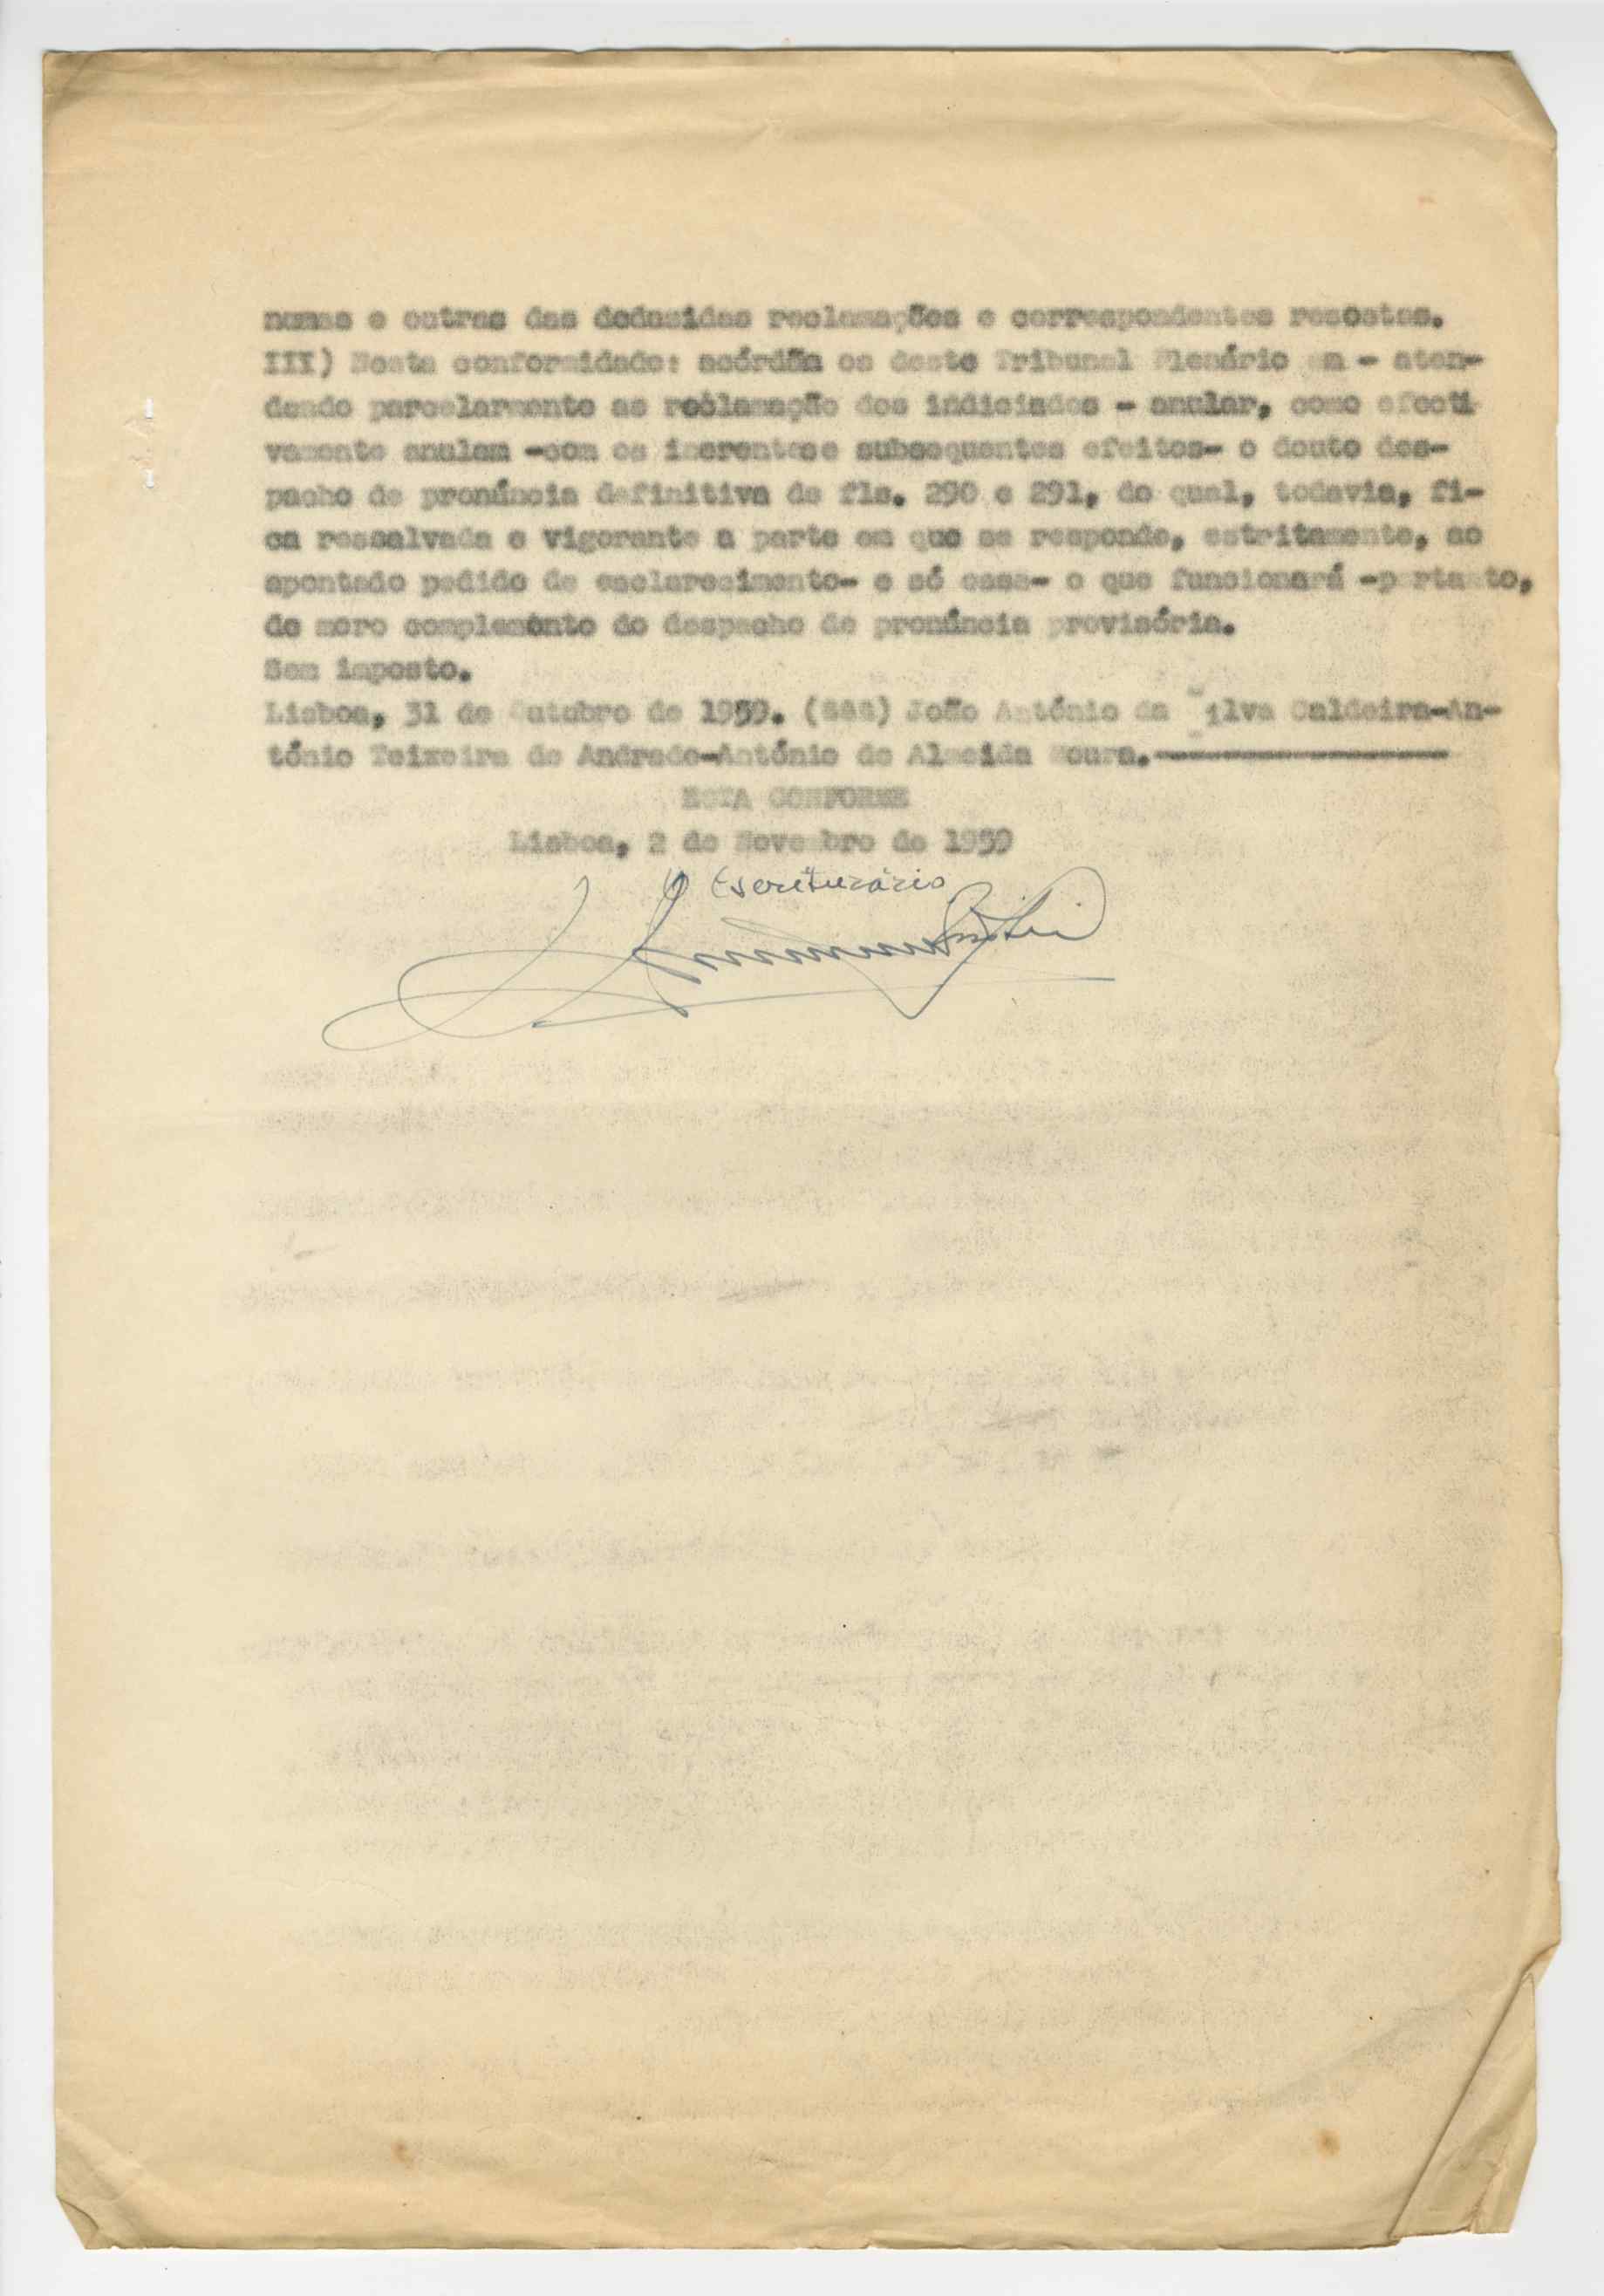 numas e outras das deduzidas reclamações e correspondentes resostas.
III) Nesta conformidade: acórdão os deste Tribunal Plenário em - aten-
dendo parcelarmente as reclamação dos indiciados - anular, como efecti
vamente anulam -com os inerentese subsequentes efeitos- o douto des-
pacho de pronúncia definitiva de fls. 290 e 291, do qual, todavia, fi-
ca ressalvada e vigorante a parte em que se responde, estritamente, ao
apontado pedido de esclarecimento- e só essa- o que funcionará -portanto,
de mero complemento do despacho de pronúncia provisória.
Sem imposto.
Lisboa, 31 de Outubro de 1959. (aaa) João António da Silva Caldeira-An-
tónio Teixeira de Andrade-António de Almeida Moura.
ESTA CONFORME
Lisboa, 2 de Novembro de 1959
O Escriturário